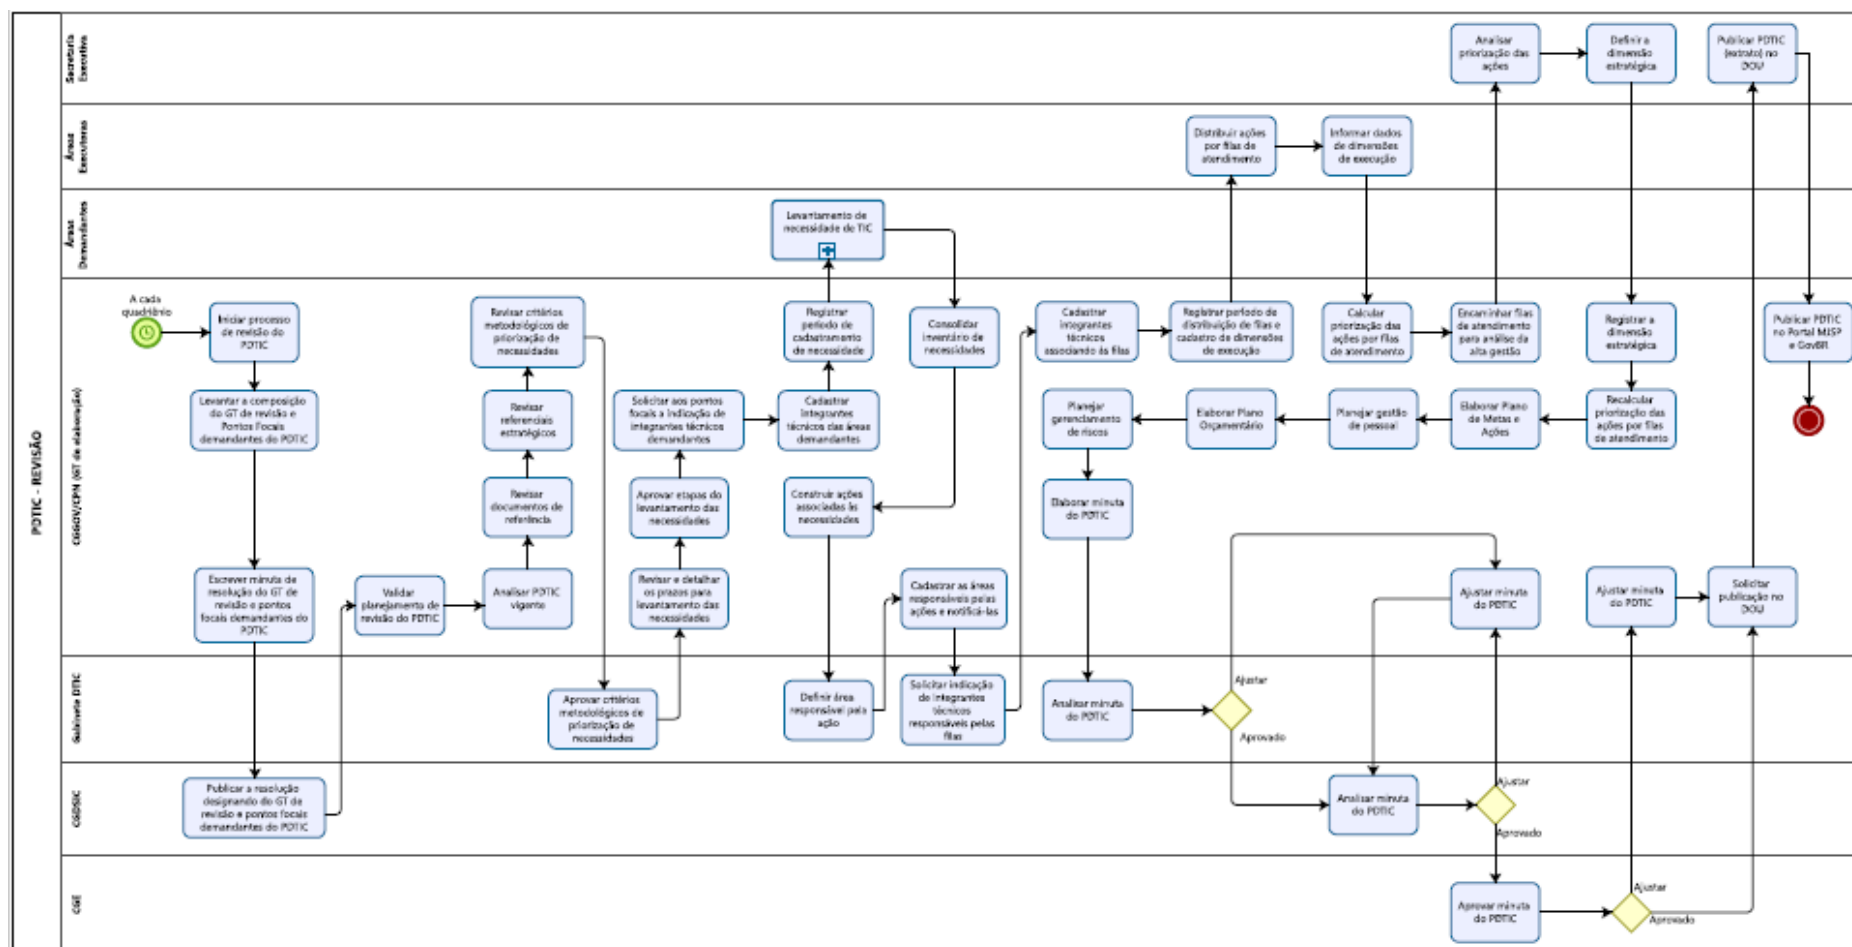 PDTIC - REVISÃO
Secretaria
Executiva
Analisar
priorização das
ações
Definir a
dimensão
estratégica
Publicar PDTIC
(extrato) no
DOU
Áreas
Executoras
Distribuir ações
por filas de
atendimento
Informar dados
de dimensões
de execução
Áreas
Demandantes
Levantamento de
necessidade de TIC
CGGOV/CPN (GT de elaboração)
A cada
quadriênio
Iniciar processo
de revisão do
PDTIC
Levantar a composição
do GT de revisão e
Pontos Focais
demandantes do PDTIC
Escrever minuta de
resolução do GT de
revisão e pontos
focais demandantes do
PDTIC
Validar
planejamento de
revisão do PDTIC
Analisar PDTIC
vigente
Revisar
documentos de
referência
Revisar
referenciais
estratégicos
Revisar critérios
metodológicos de
priorização de
necessidades
Revisar e detalhar
os prazos para
levantamento das
necessidades
Aprovar etapas do
levantamento das
necessidades
Solicitar aos pontos
focais a indicação de
integrantes técnicos
demandantes
Cadastrar
integrantes
técnicos das áreas
demandantes
Registrar
período de
cadastramento
de necessidade
Consolidar
inventário de
necessidades
Construir ações
associadas às
necessidades
Cadastrar as áreas
responsáveis pelas
ações e notificá-las
Cadastrar
integrantes
técnicos
associando às filas
Registrar período de
distribuição de filas e
cadastro de dimensões
de execução
Calcular
priorização das
ações por filas
de atendimento
Encaminhar filas
de atendimento
para análise da
alta gestão
Registrar a
dimensão
estratégica
Publicar PDTIC
no Portal MJSP
e GovBR
Recalcular
priorização das
ações por filas
de atendimento
Elaborar Plano
de Metas e
Ações
Planejar gestão
de pessoal
Elaborar Plano
Orçamentário
Planejar
gerenciamento
de riscos
Elaborar minuta
do PDTIC
Ajustar minuta
do PDTIC
Ajustar minuta
do PDTIC
Solicitar
publicação no
DOU
Gabinete DTIC
Aprovar critérios
metodológicos de
priorização de
necessidades
Definir área
responsável pela
ação
Solicitar indicação
de integrantes
técnicos
responsáveis pelas
filas
Analisar minuta
do PDTIC
Ajustar
Aprovado
CGDSIC
Publicar a resolução
designando do GT de
revisão e pontos focais
demandantes do PDTIC
Analisar minuta
do PDTIC
Ajustar
Aprovado
CGE
Aprovar minuta
do PDTIC
Ajustar
Aprovado